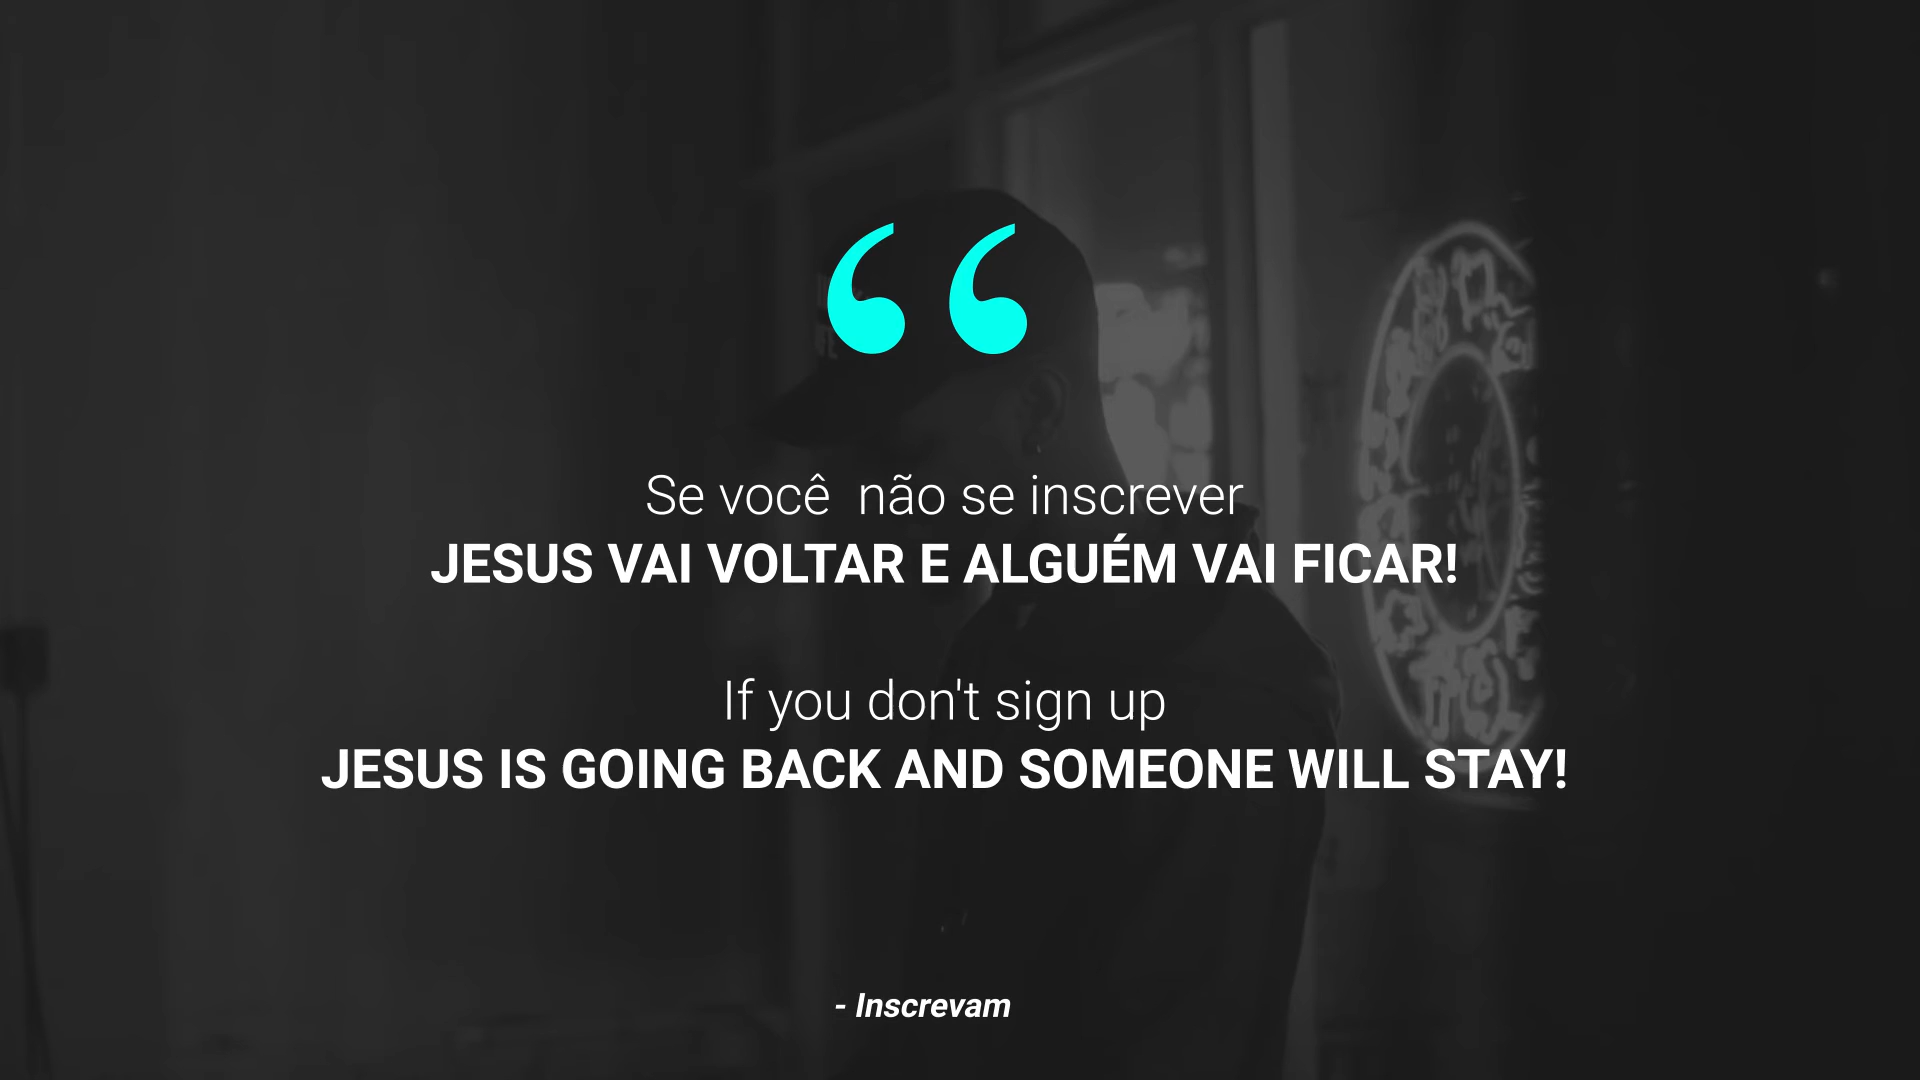 “
Se você não se inscrever
JESUS VAI VOLTAR E ALGUÉM VAI FICAR!
If you don't sign up
JESUS IS GOING BACK AND SOMEONE WILL STAY!
- Inscrevam